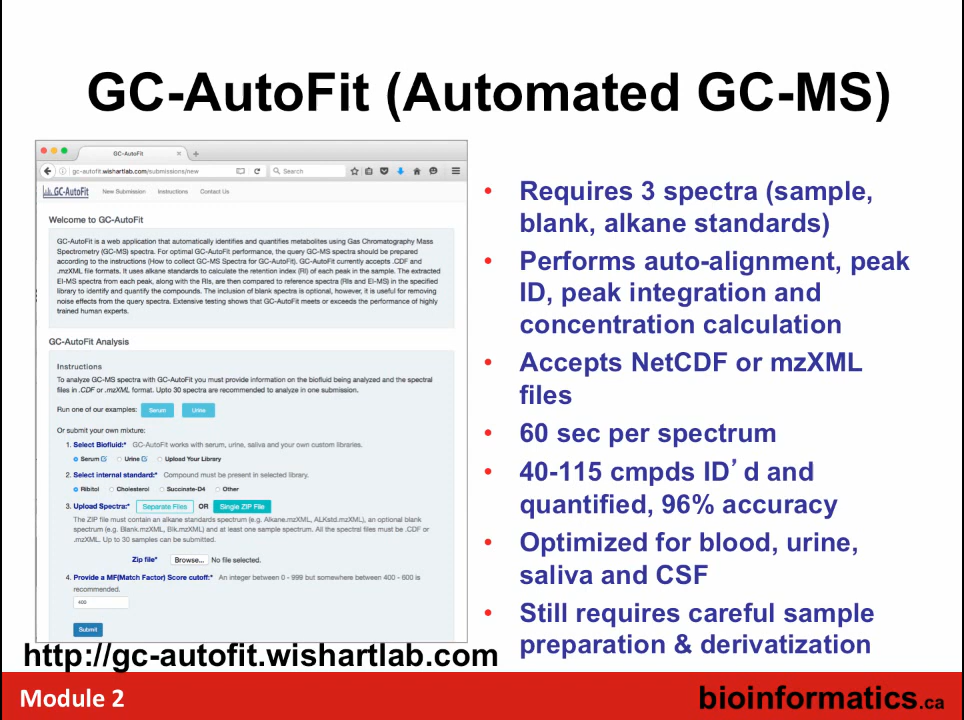 GC-AutoFit (Automated GC-MS)
GC-AutoFit
gc-autofit.wishartlab.com/submissions/new
Search
GC-AutoFit
New Submission
Instructions
Contact Us
Welcome to GC-AutoFit
GC-AutoFit is a web application that automatically identifies and quantifies metabolites using Gas Chromatography Mass
Spectrometry (GC-MS) spectra. For optimal GC-AutoFit performance, the query GC-MS spectra should be prepared
according to the instructions (How to collect GC-MS Spectra for GC-AutoFit). GC-AutoFit currently accepts .CDF and
.mzXML file formats. It uses alkane standards to calculate the retention index (RI) of each peak in the sample. The extracted
EI-MS spectra from each peak, along with the RIs, are then compared to reference spectra (RIs and EI-MS) in the specified
library to identify and quantify the compounds. The inclusion of blank spectra is optional, however, it is useful for removing
noise effects from the query spectra. Extensive testing shows that GC-AutoFit meets or exceeds the performance of highly
trained human experts.
GC-AutoFit Analysis
Instructions
To analyze GC-MS spectra with GC-AutoFit you must provide information on the biofluid being analyzed and the spectral
files in .CDF or .mzXML format. Upto 30 spectra are recommended to analyze in one submission.
Run one of our examples: Serum Urine
Or submit your own mixture:
1. Select Biofluid:* GC-AutoFit works with serum, urine, saliva and your own custom libraries.
Serum Urine Upload Your Library
2. Select internal standard:* Compound must be present in selected library.
Ribitol Cholesterol Succinate-D4 Other
3. Upload Spectra:* Separate Files OR Single ZIP File
The ZIP file must contain an alkane standards spectrum (e.g. Alkane.mzXML, ALKstd.mzXML), an optional blank
spectrum (e.g. Blank.mzXML, Blk.mzXML) and at least one sample spectrum. All the spectral files must be .CDF or
.mzXML. Up to 30 samples can be submitted.
Zip file* Browse... No file selected.
4. Provide a MF(Match Factor) Score cutoff:* An integer between 0 - 999 but somewhere between 400 - 600 is
recommended.
400
Submit
http://gc-autofit.wishartlab.com
• Requires 3 spectra (sample,
blank, alkane standards)
• Performs auto-alignment, peak
ID, peak integration and
concentration calculation
• Accepts NetCDF or mzXML
files
• 60 sec per spectrum
• 40-115 cmpds ID’d and
quantified, 96% accuracy
• Optimized for blood, urine,
saliva and CSF
• Still requires careful sample
preparation & derivatization
Module 2
bioinformatics.ca